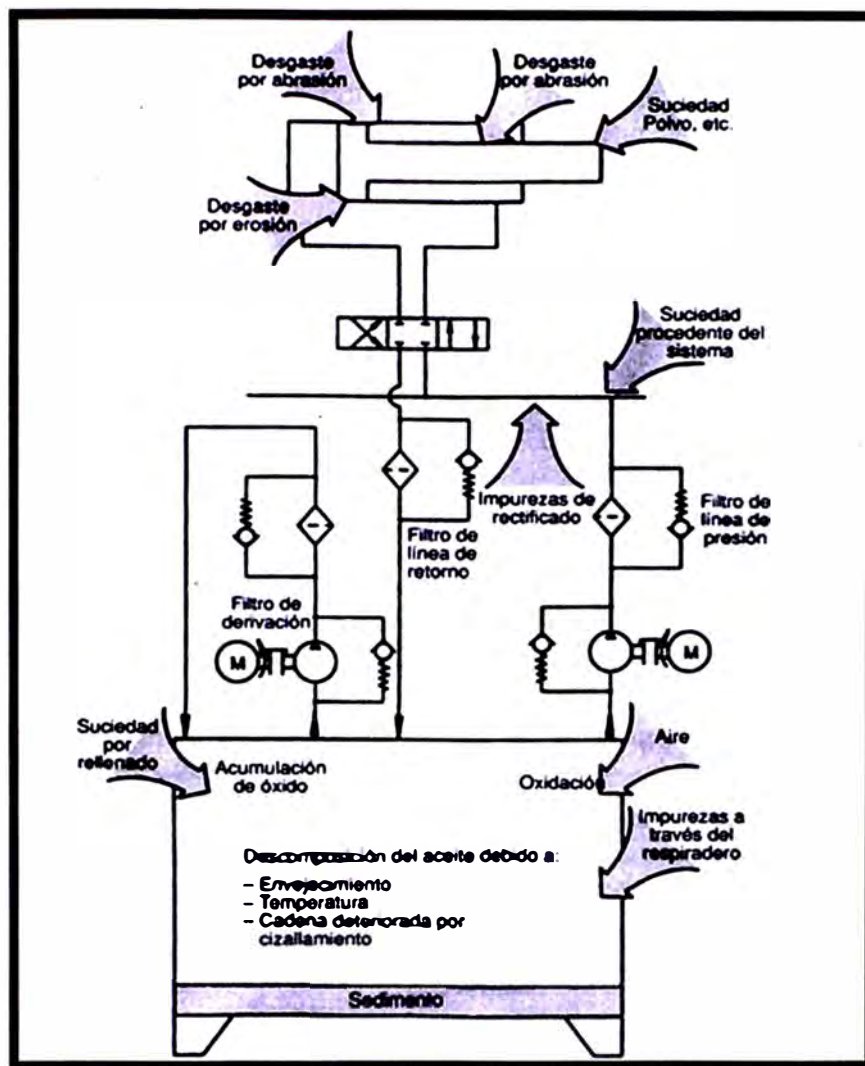 Desgaste
por abrasión
Desgaste
por abrasión
Suciedad
Polvo, etc.
Desgaste
por erosión
Suciedad
procedente del
sistema
Impurezas de
rectificado
Filtro de
línea de
presión
Filtro de
línea de
retorno
Filtro de
derivación
M
M
Suciedad
por
rellenado
Acumulación
de óxido
Oxidación
Aire
Impurezas a
través del
respiradero
Descomposición del aceite debido a:
– Envejecimiento
– Temperatura
– Cadena deteriorada por
cizallamiento
Sedimento